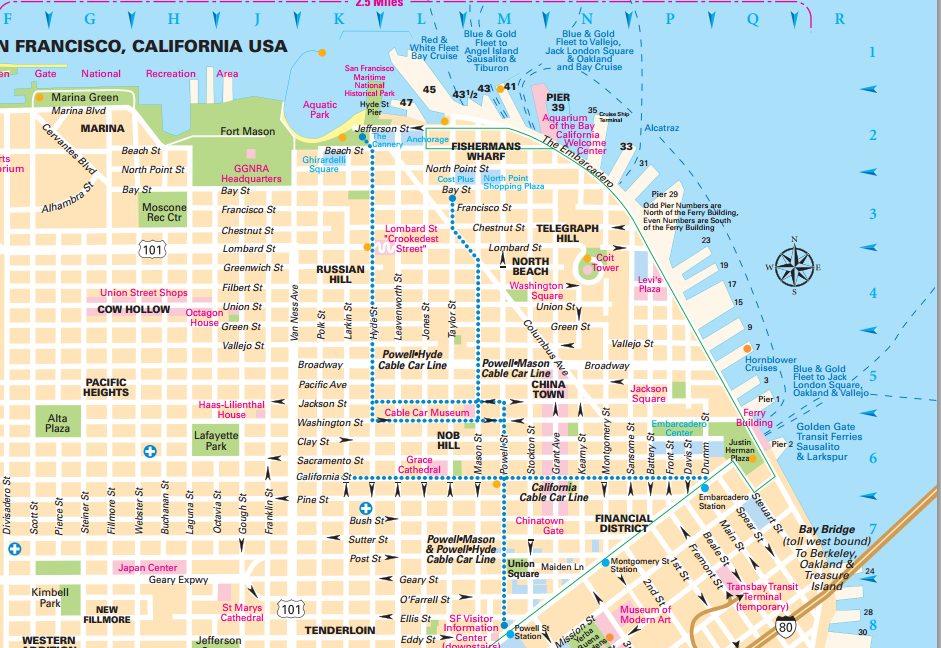 2.5 Miles
F G H J K L M N P Q R
N FRANCISCO, CALIFORNIA USA
Red &
White Fleet
Bay Cruise
Blue & Gold
Fleet to
Angel Island
Sausalito &
Tiburon
Blue & Gold
Fleet to Vallejo,
Jack London Square
& Oakland
and Bay Cruise
1
en Gate National Recreation Area
San Francisco
Maritime
National
Historical Park
Marina Green
Marina Blvd
MARINA
Cervantes Blvd
Alhambra St
Fort Mason
Aquatic
Park
Hyde St
Pier
47
45
43½
43
41
PIER
39
Aquarium
of the Bay
California
Welcome
Center
35
Cruise Ship
Terminal
33
31
Alcatraz
2
Jefferson St
The
Cannery
Anchorage
FISHERMANS
WHARF
The Embarcadero
Beach St
North Point St
Bay St
rts
orium
GGNRA
Headquarters
Beach St
Ghirardelli
Square
North Point St
Cost Plus
North Point
Shopping Plaza
Bay St
Bay St
Moscone
Rec Ctr
Francisco St
Francisco St
Pier 29
Odd Pier Numbers are
North of the Ferry Building,
Even Numbers are South
of the Ferry Building
3
Chestnut St
Chestnut St
Lombard St
"Crookedest
Street"
TELEGRAPH
HILL
23
101
Lombard St
Lombard St
Greenwich St
RUSSIAN
HILL
NORTH
BEACH
Coit
Tower
19
N
W
E
S
Filbert St
Washington
Square
Levi's
Plaza
17
15
4
Union Street Shops
COW HOLLOW
Octagon
House
Union St
Union St
Green St
Green St
Vallejo St
Vallejo St
Van Ness Ave
Polk St
Larkin St
Hyde St
Leavenworth St
Jones St
Taylor St
Columbus Ave
9
7
Hornblower
Cruises
Powell•Hyde
Cable Car Line
Powell•Mason
Cable Car Line
Broadway
Broadway
5
3
Blue & Gold
Fleet to Jack
London Square,
Oakland & Vallejo
PACIFIC
HEIGHTS
Pacific Ave
CHINA
TOWN
Jackson
Square
Pier 1
Haas-Lilienthal
House
Jackson St
Cable Car Museum
Washington St
Ferry
Building
Alta
Plaza
Lafayette
Park
Clay St
NOB
HILL
Embarcadero
Center
Justin
Herman
Plaza
Pier 2
Golden Gate
Transit Ferries
Sausalito
& Larkspur
6
Sacramento St
Grace
Cathedral
California St
Mason St
Powell St
Stockton St
Grant Ave
Kearny St
Montgomery St
Sansome St
Battery St
Front St
Davis St
Drumm St
Divisadero St
Scott St
Pierce St
Steiner St
Fillmore St
Webster St
Buchanan St
Laguna St
Octavia St
Gough St
Franklin St
Pine St
California
Cable Car Line
Embarcadero
Station
Bush St
Chinatown
Gate
FINANCIAL
DISTRICT
Steuart St
Spear St
Main St
Beale St
Fremont St
1st St
2nd St
7
Bay Bridge
(toll west bound)
To Berkeley,
Oakland &
Treasure
Island
Sutter St
Powell•Mason
& Powell•Hyde
Cable Car Line
Post St
Union
Square
Maiden Ln
Montgomery St
Station
24
Japan Center
Geary Expwy
Geary St
Kimbell
Park
NEW
FILLMORE
St Marys
Cathedral
101
O'Farrell St
Transbay Transit
Terminal
(temporary)
28
TENDERLOIN
Ellis St
SF Visitor
Information
Center
(downstairs)
Powell St
Station
Museum of
Modern Art
Mission St
Yerba
Buena
80
8
30
WESTERN
Jefferson
Eddy St